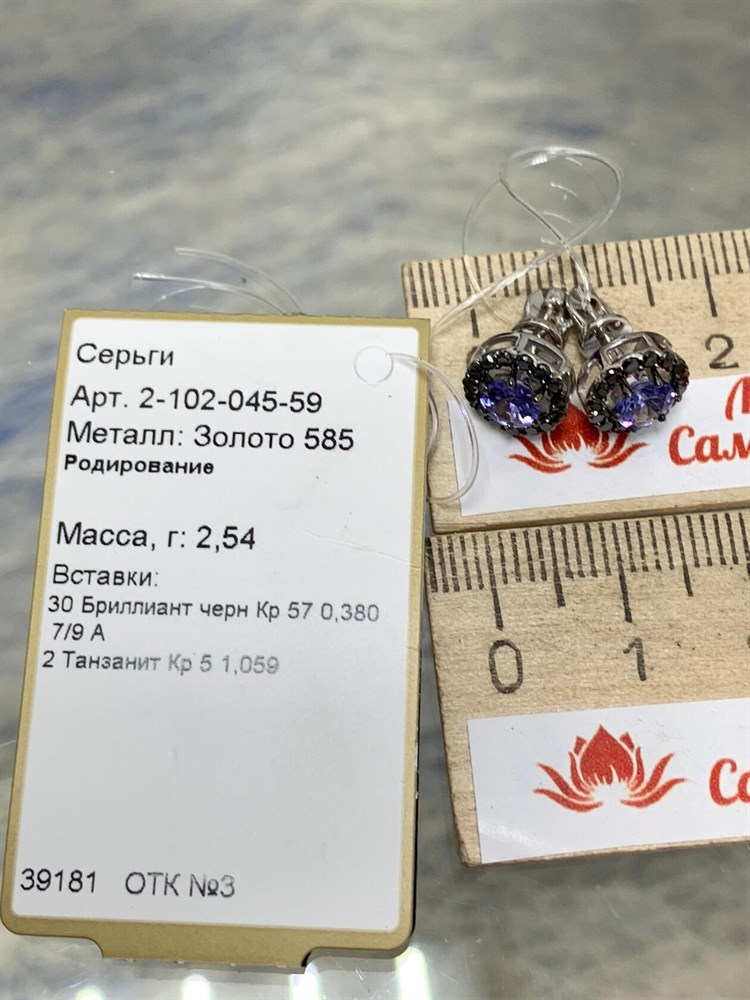 Серьги
Арт. 2-102-045-59
Металл: Золото 585
Родирование
Масса, г: 2,54
Вставки:
30 Бриллиант черн Кр 57 0,380
7/9 А
2 Танзанит Кр 5 1,059
39181 ОТК №3
2
Сам
0 1